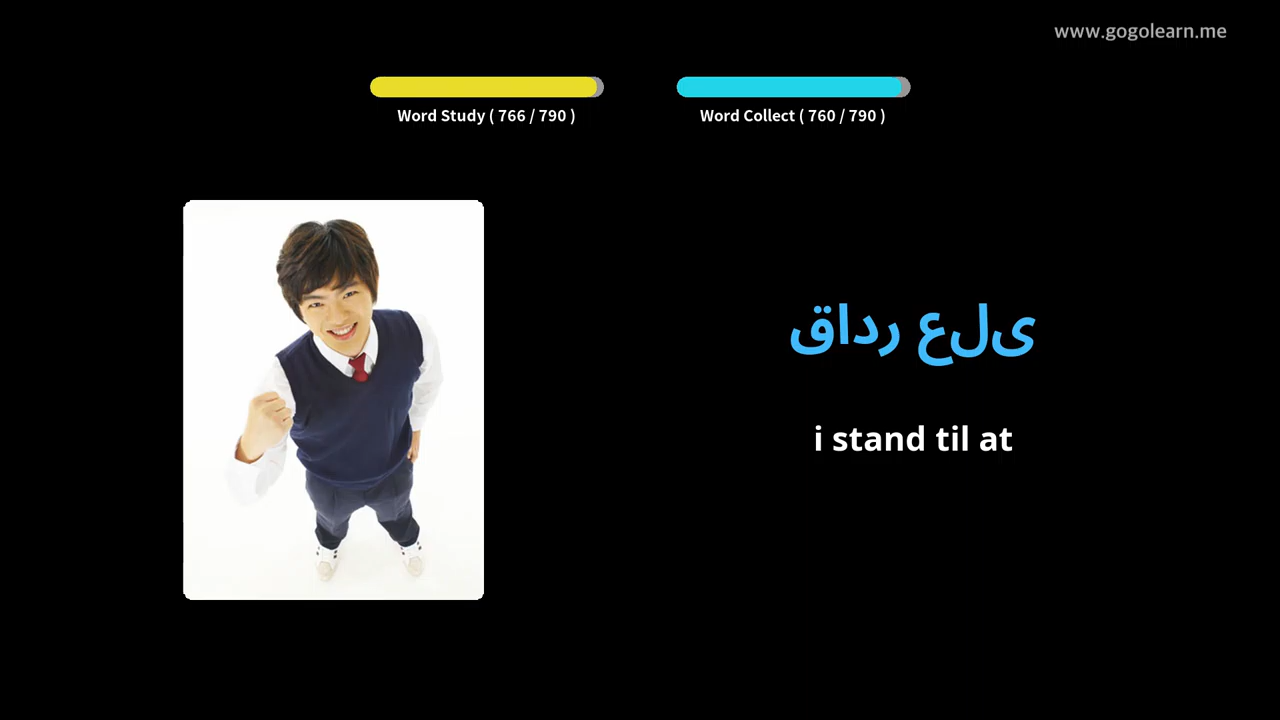 www.gogolearn.me
Word Study ( 766 / 790 )
Word Collect ( 760 / 790 )
قادر على
i stand til at